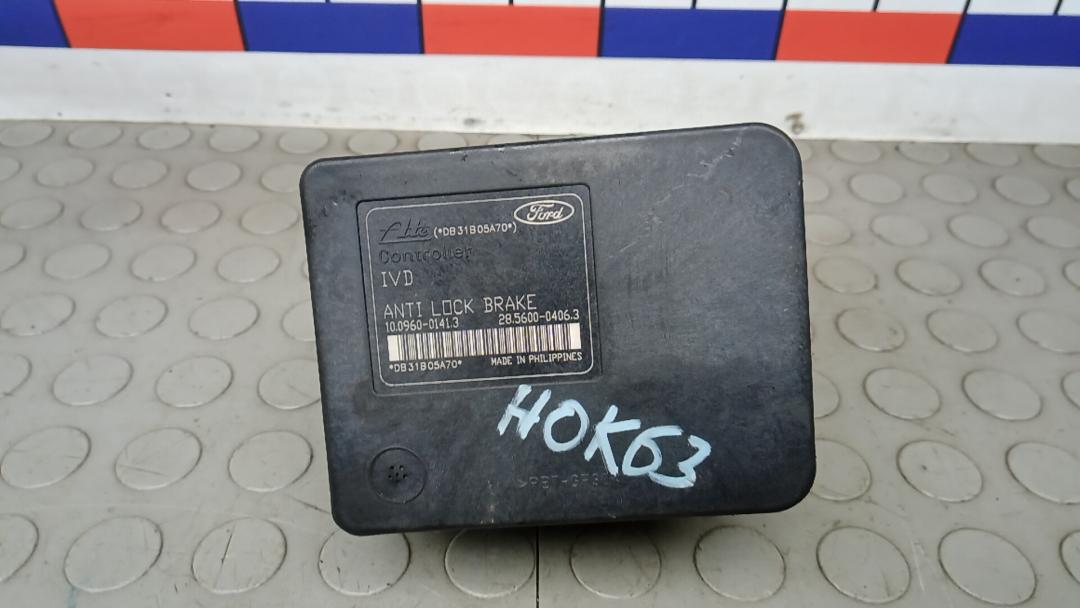 Ate (*DB31B05A70*) Ford
Controller
IVD
ANTI LOCK BRAKE
10.0960-0141.3 28.5600-0406.3
*DB31B05A70* MADE IN PHILIPPINES
HOK63